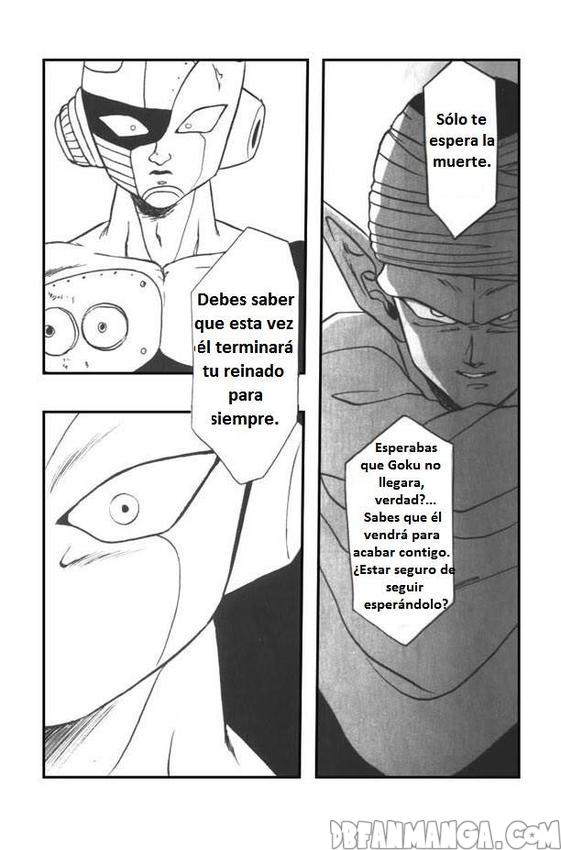 Sólo te
espera la
muerte.
Esperabas
que Goku no
llegara,
verdad?...
Sabes que él
vendrá para
acabar contigo.
¿Estar seguro de
seguir
esperándolo?
Debes saber
que esta vez
él terminará
tu reinado
para
siempre.
DBFANMANGA.COM